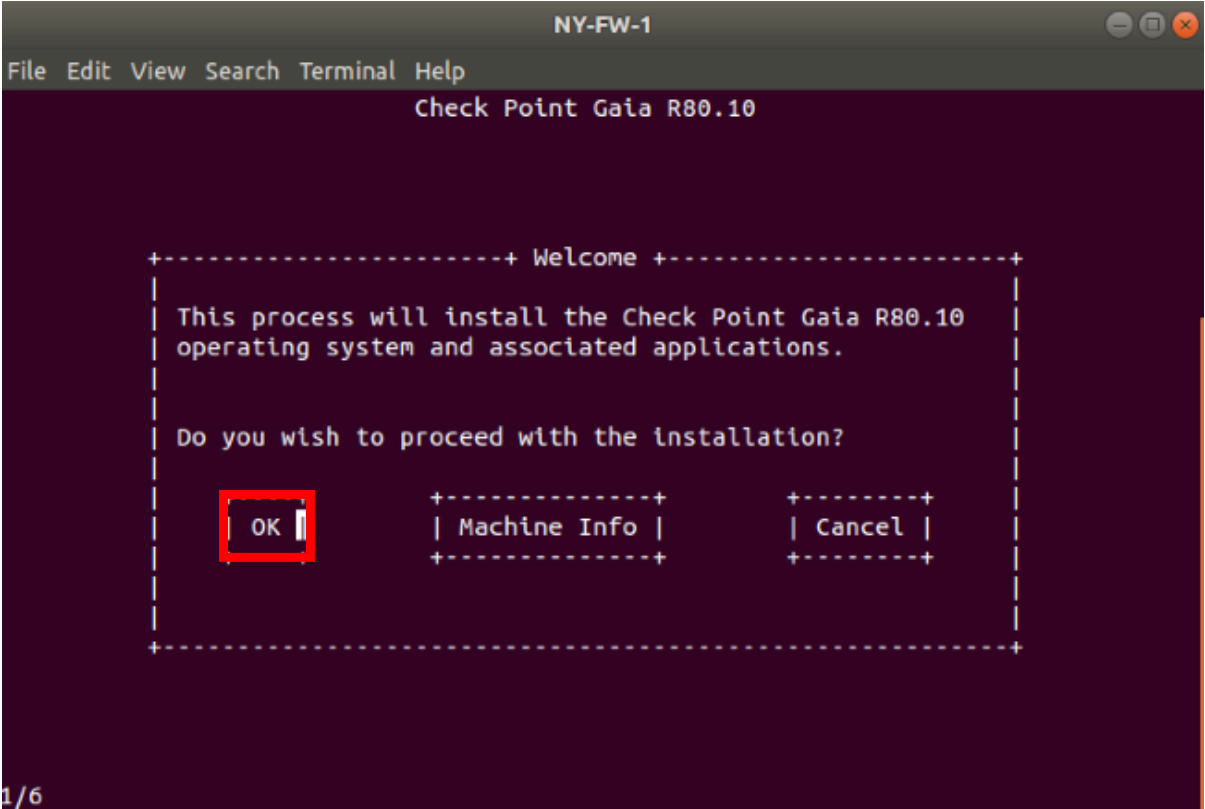 NY-FW-1
File Edit View Search Terminal Help
Check Point Gaia R80.10
Welcome
This process will install the Check Point Gaia R80.10
operating system and associated applications.
Do you wish to proceed with the installation?
OK Machine Info Cancel
1/6